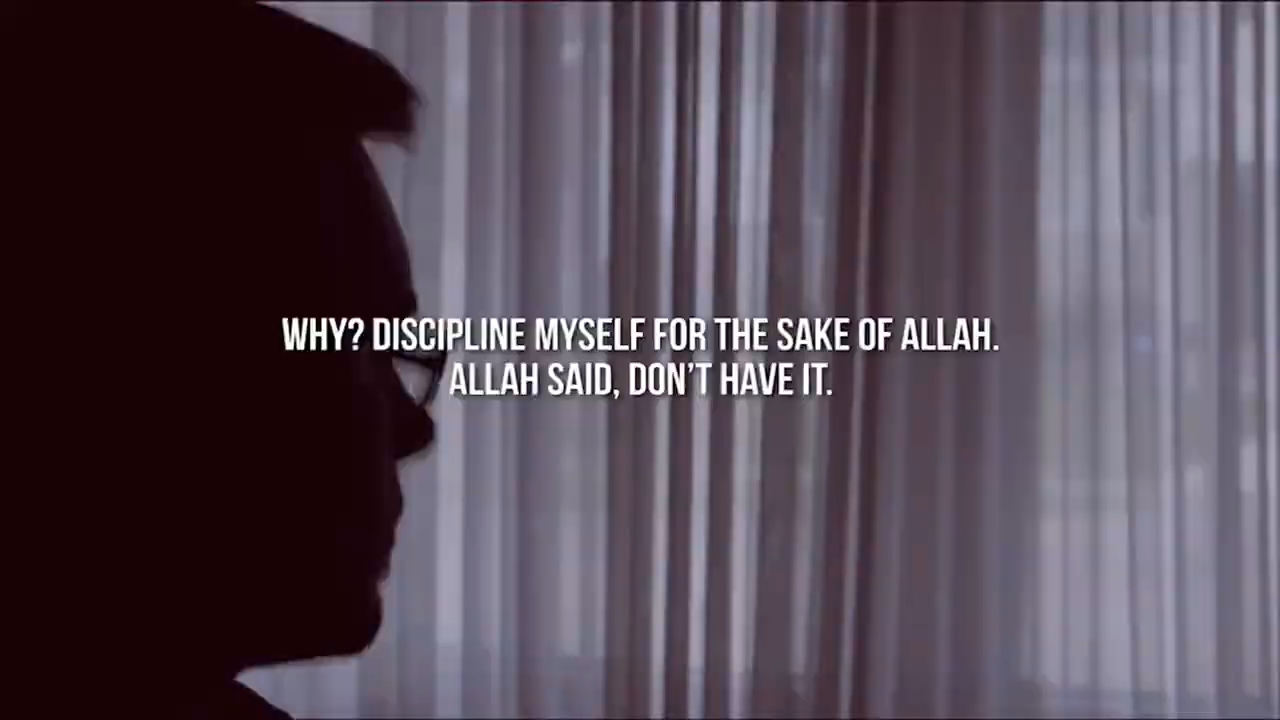 WHY? DISCIPLINE MYSELF FOR THE SAKE OF ALLAH.
ALLAH SAID, DON'T HAVE IT.